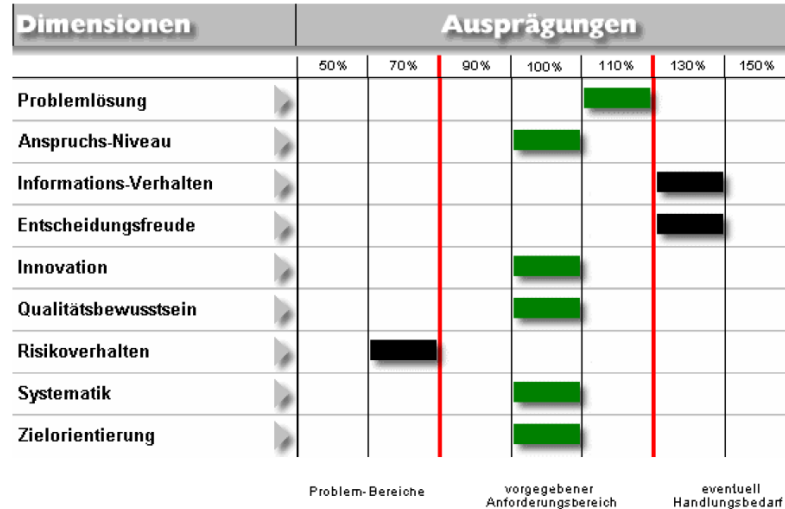 Dimensionen Ausprägungen
50% 70% 90% 100% 110% 130% 150%
Problemlösung
Anspruchs-Niveau
Informations-Verhalten
Entscheidungsfreude
Innovation
Qualitätsbewusstsein
Risikoverhalten
Systematik
Zielorientierung
Problem-Bereiche vorgegebener eventuell
Anforderungsbereich Handlungsbedarf